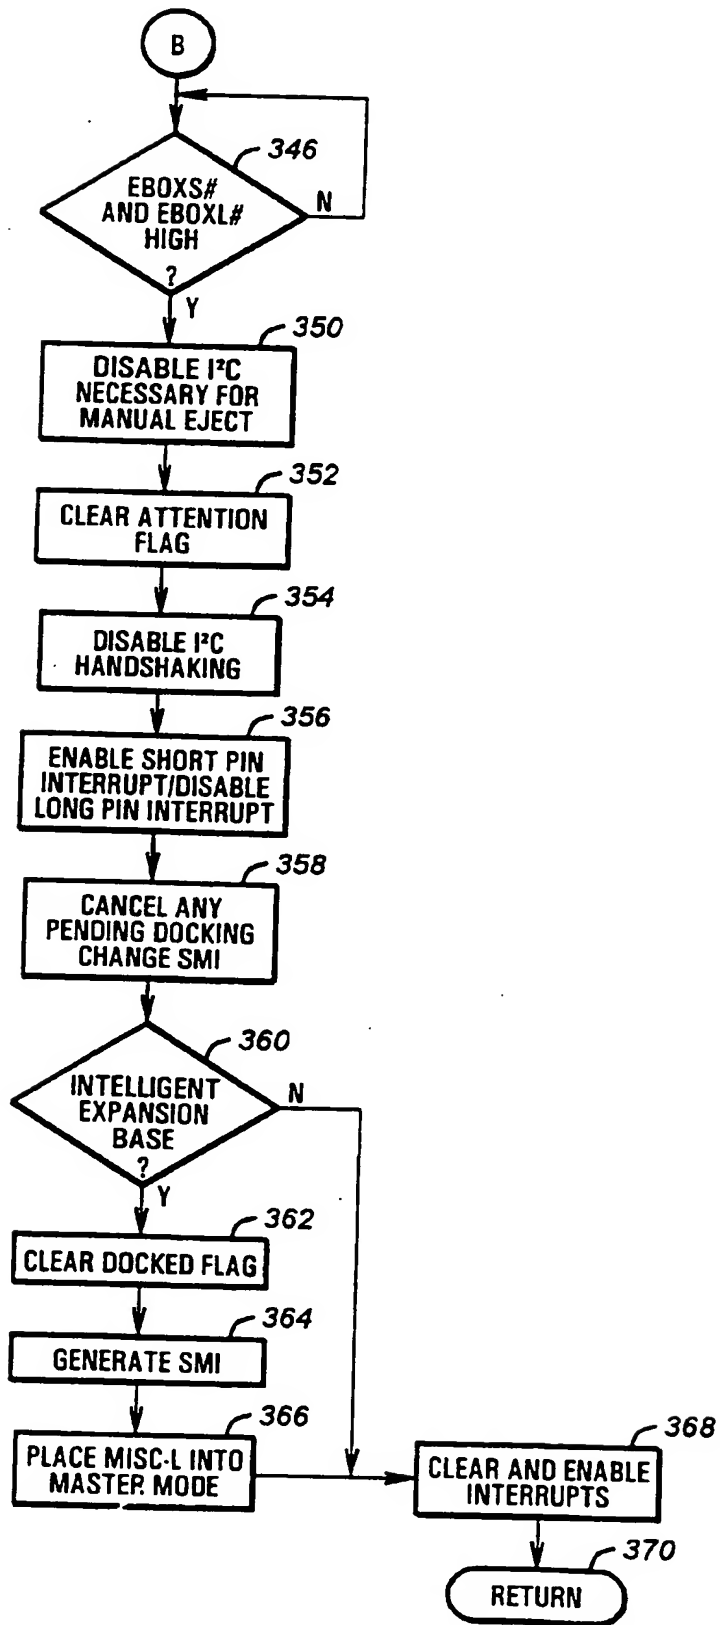 B
346
EBOXS#
AND EBOXL#
HIGH
?
N
Y
350
DISABLE I²C
NECESSARY FOR
MANUAL EJECT
352
CLEAR ATTENTION
FLAG
354
DISABLE I²C
HANDSHAKING
356
ENABLE SHORT PIN
INTERRUPT/DISABLE
LONG PIN INTERRUPT
358
CANCEL ANY
PENDING DOCKING
CHANGE SMI
360
INTELLIGENT
EXPANSION
BASE
?
N
Y
362
CLEAR DOCKED FLAG
364
GENERATE SMI
366
PLACE MISC-L INTO
MASTER MODE
368
CLEAR AND ENABLE
INTERRUPTS
370
RETURN